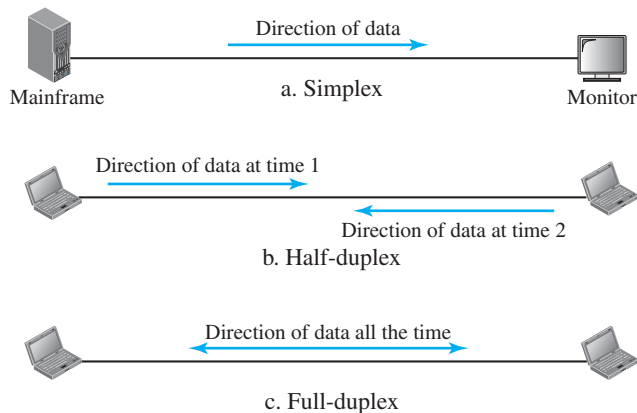 Direction of data
Mainframe
a. Simplex
Monitor
Direction of data at time 1
Direction of data at time 2
b. Half-duplex
Direction of data all the time
c. Full-duplex